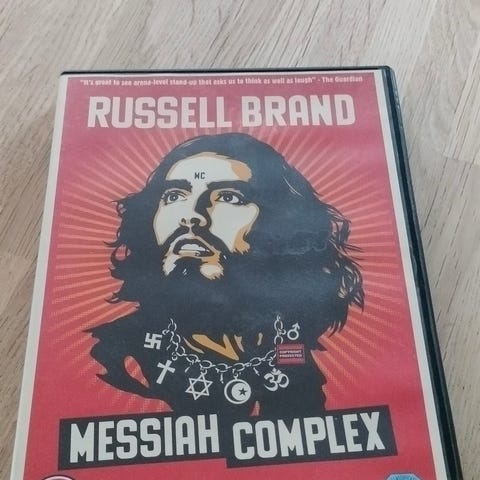 "It's great to see arena-level stand-up that asks us to think as well as laugh" - The Guardian
RUSSELL BRAND
MC
COPYRIGHT
PROTECTED
MESSIAH COMPLEX